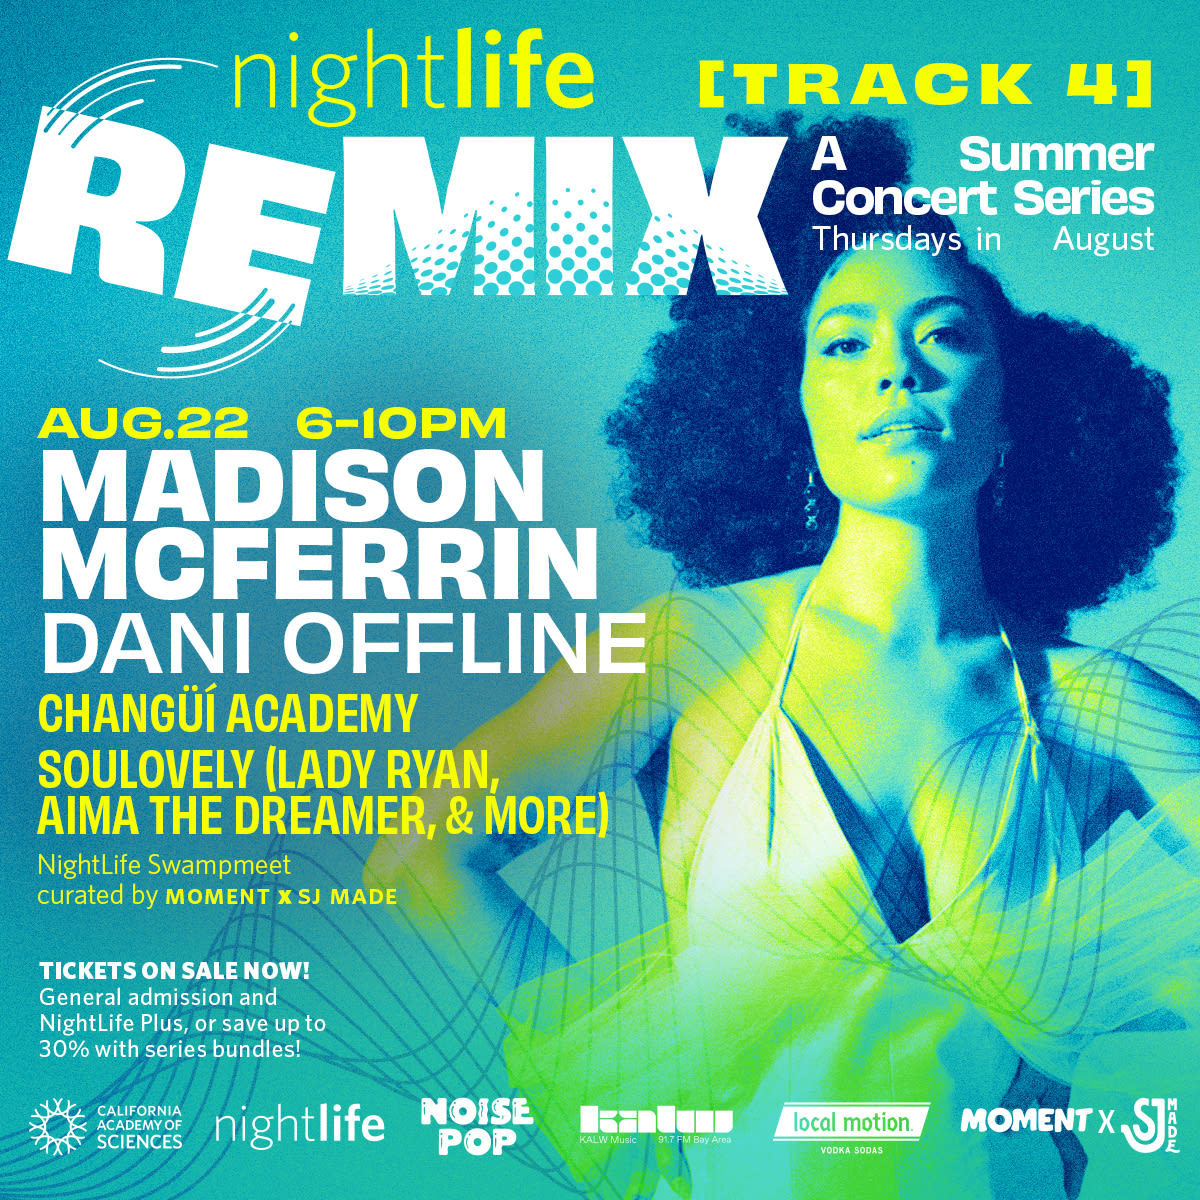 nightlife
REMIX
[TRACK 4]
A Summer
Concert Series
Thursdays in August
AUG.22 6-10PM
MADISON
MCFERRIN
DANI OFFLINE
CHANGÜÍ ACADEMY
SOULOVELY (LADY RYAN,
AIMA THE DREAMER, & MORE)
NightLife Swampmeet
curated by MOMENT X SJ MADE
TICKETS ON SALE NOW!
General admission and
NightLife Plus, or save up to
30% with series bundles!
CALIFORNIA
ACADEMY OF
SCIENCES
nightlife
NOISE
POP
kalw
KALW Music 91.7 FM Bay Area
local motion.
VODKA SODAS
MOMENT X SJ MADE